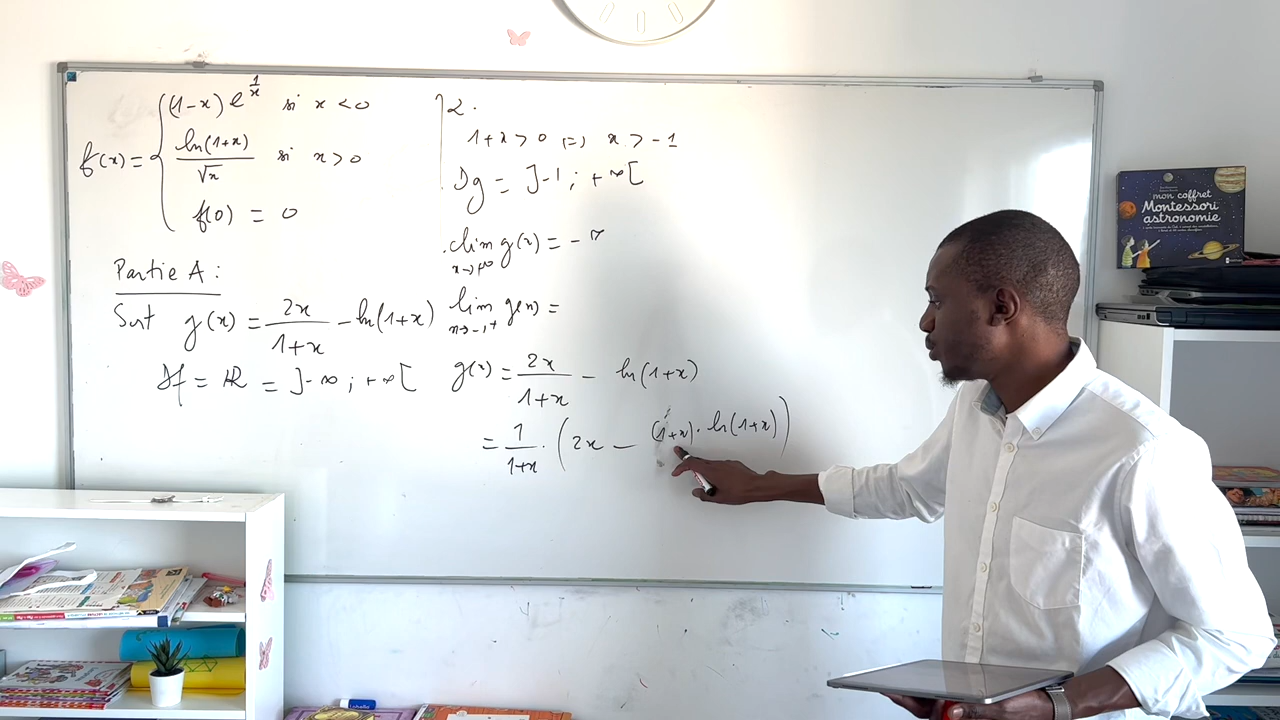 f(x) = { (1-x) e^{1/x} si x < 0
ln(1+x)/√x si x > 0
f(0) = 0
Partie A :
Soit g(x) = 2x/(1+x) - ln(1+x)
Df = ℝ = ]-∞ ; +∞[
2.
1+x > 0 ⇔ x > -1
Dg = ]-1 ; +∞[
lim x→+∞ g(x) = -∞
lim x→-1+ g(x) =
g(x) = 2x/(1+x) - ln(1+x)
= 1/(1+x) · (2x - (1+x) · ln(1+x))
mon coffret
Montessori
astronomie